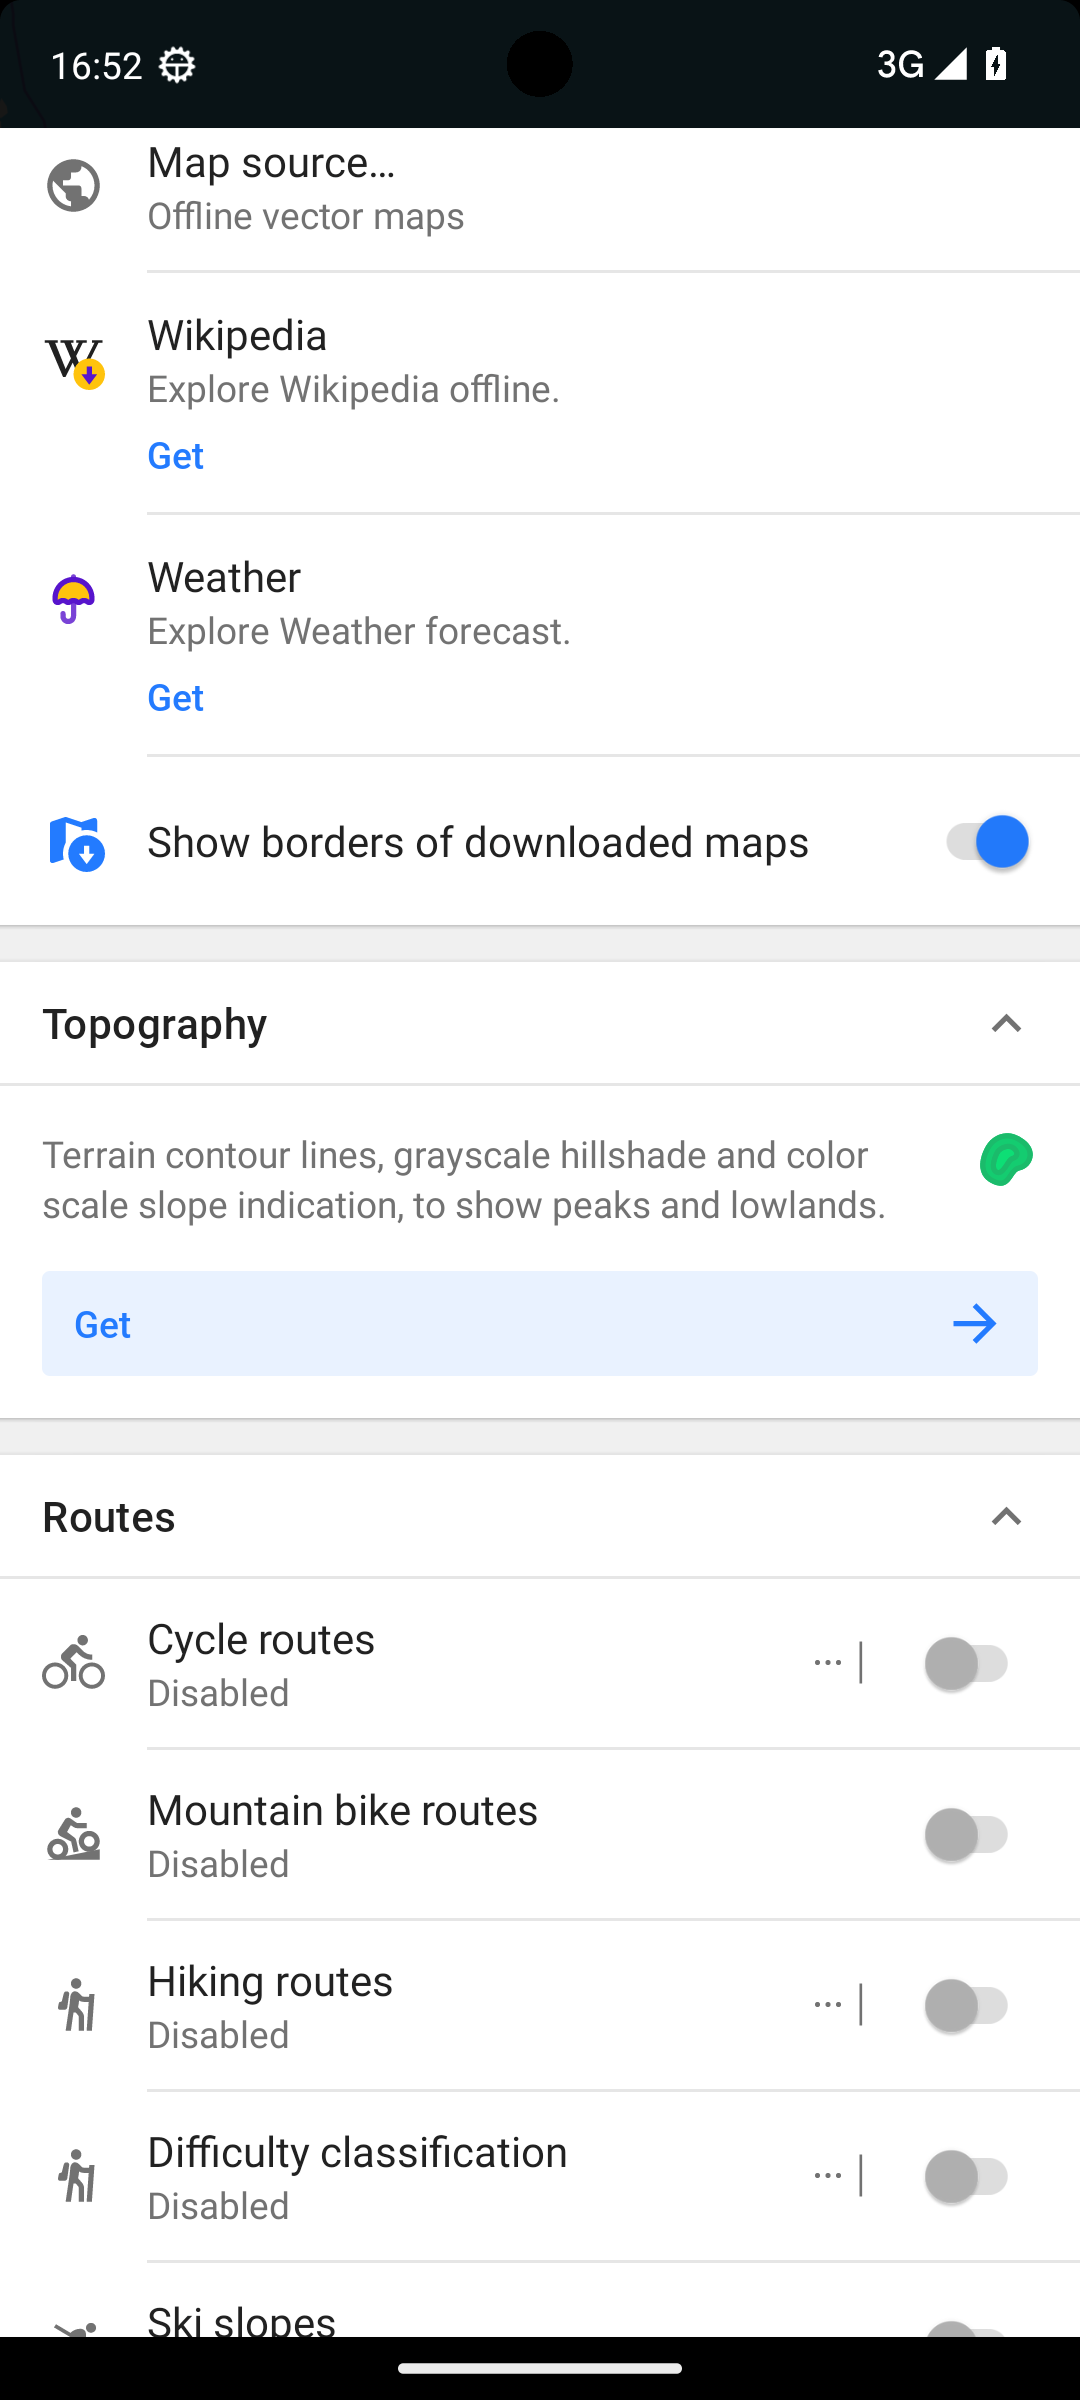 16:52
3G
Map source…
Offline vector maps
Wikipedia
Explore Wikipedia offline.
Get
Weather
Explore Weather forecast.
Get
Show borders of downloaded maps
Topography
Terrain contour lines, grayscale hillshade and color
scale slope indication, to show peaks and lowlands.
Get
Routes
Cycle routes
Disabled
Mountain bike routes
Disabled
Hiking routes
Disabled
Difficulty classification
Disabled
Ski slopes